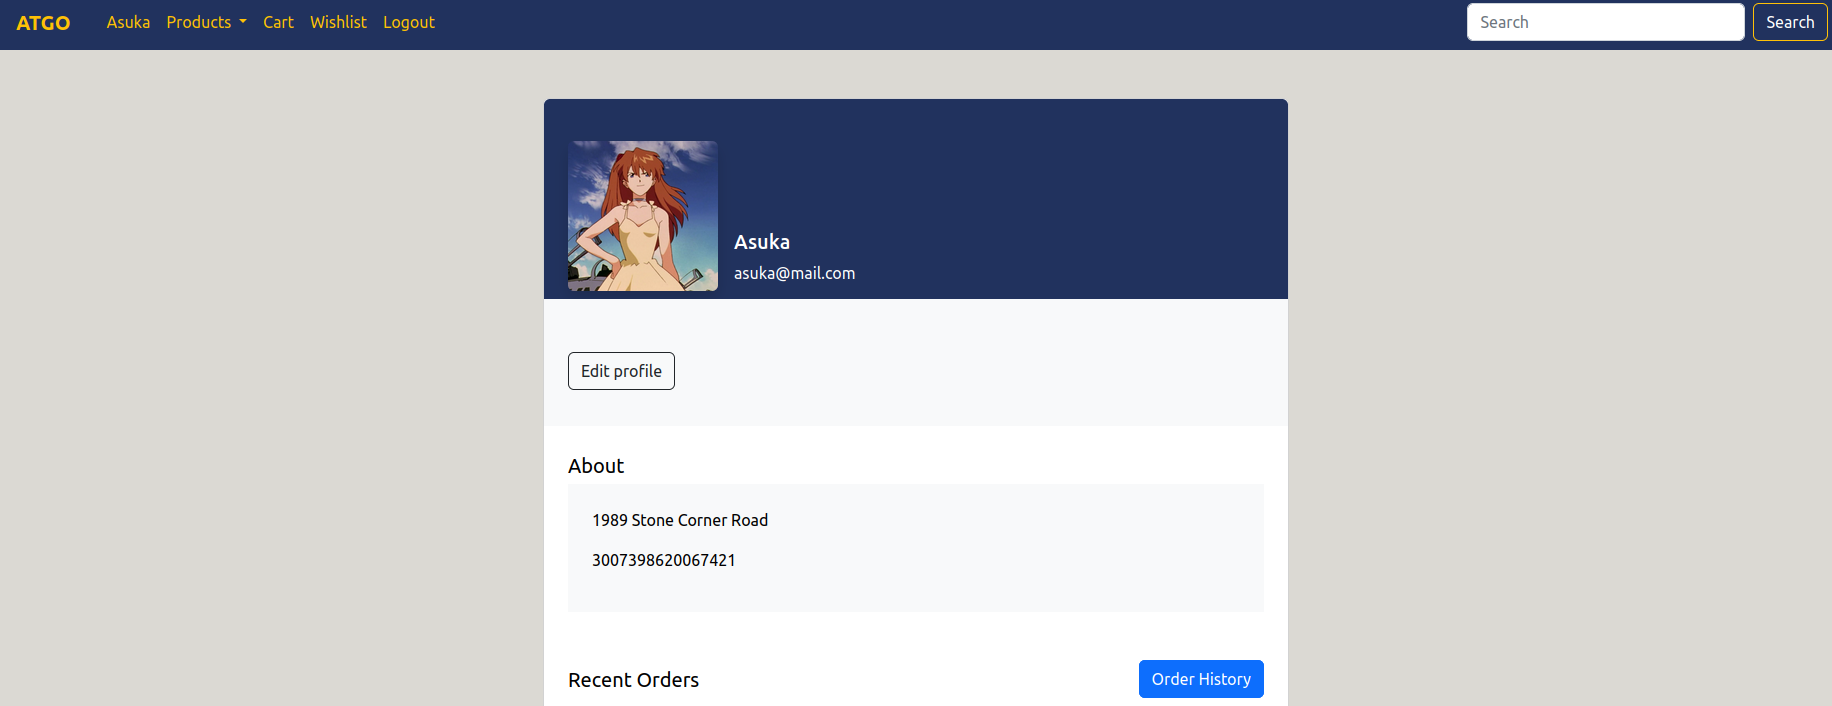 ATGO Asuka Products Cart Wishlist Logout Search Search
Asuka
asuka@mail.com
Edit profile
About
1989 Stone Corner Road
3007398620067421
Recent Orders Order History